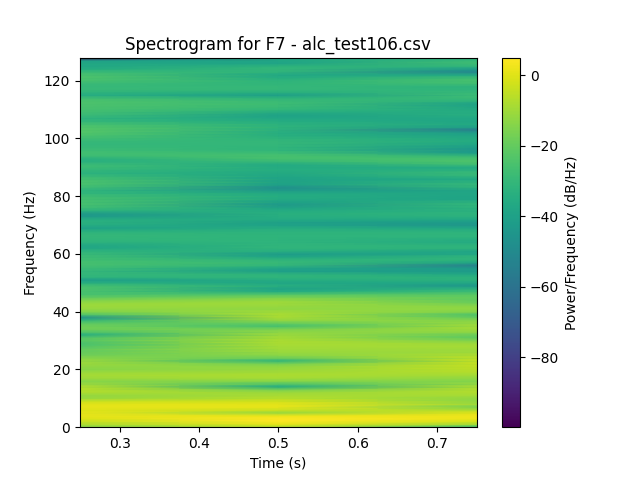 Spectrogram for F7 - alc_test106.csv
120
100
80
60
40
20
0
Frequency (Hz)
0.3 0.4 0.5 0.6 0.7
Time (s)
0
−20
−40
−60
−80
Power/Frequency (dB/Hz)